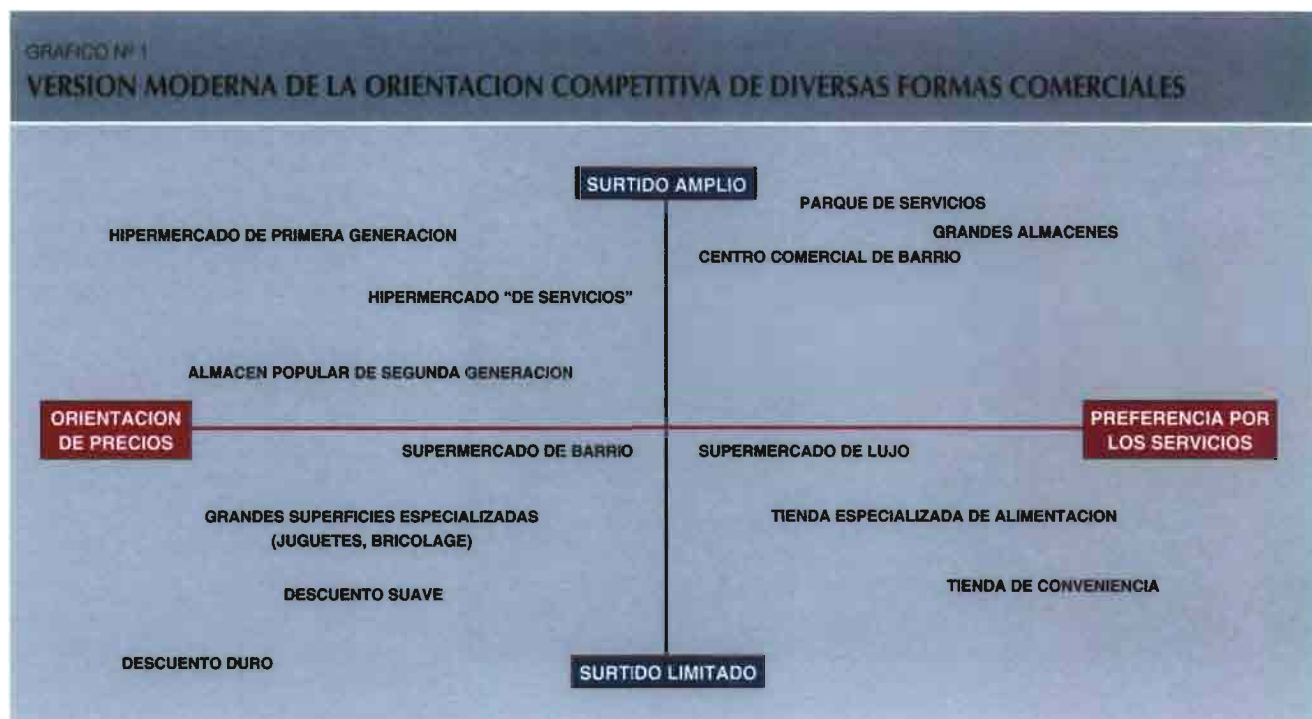 GRAFICO Nº 1
VERSION MODERNA DE LA ORIENTACION COMPETITIVA DE DIVERSAS FORMAS COMERCIALES
SURTIDO AMPLIO
PARQUE DE SERVICIOS
HIPERMERCADO DE PRIMERA GENERACION
GRANDES ALMACENES
CENTRO COMERCIAL DE BARRIO
HIPERMERCADO "DE SERVICIOS"
ALMACEN POPULAR DE SEGUNDA GENERACION
ORIENTACION
DE PRECIOS
PREFERENCIA POR
LOS SERVICIOS
SUPERMERCADO DE BARRIO
SUPERMERCADO DE LUJO
GRANDES SUPERFICIES ESPECIALIZADAS
(JUGUETES, BRICOLAGE)
TIENDA ESPECIALIZADA DE ALIMENTACION
DESCUENTO SUAVE
TIENDA DE CONVENIENCIA
DESCUENTO DURO
SURTIDO LIMITADO